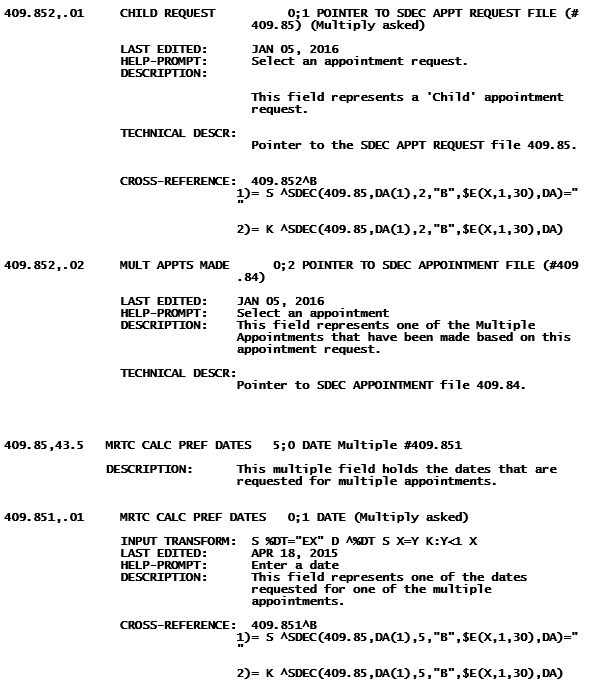 409.852,.01 CHILD REQUEST 0;1 POINTER TO SDEC APPT REQUEST FILE (#
409.85) (Multiply asked)
LAST EDITED: JAN 05, 2016
HELP-PROMPT: Select an appointment request.
DESCRIPTION:
This field represents a 'Child' appointment
request.
TECHNICAL DESCR:
Pointer to the SDEC APPT REQUEST file 409.85.
CROSS-REFERENCE: 409.852^B
1)= S ^SDEC(409.85,DA(1),2,"B",$E(X,1,30),DA)="
"
2)= K ^SDEC(409.85,DA(1),2,"B",$E(X,1,30),DA)
409.852,.02 MULT APPTS MADE 0;2 POINTER TO SDEC APPOINTMENT FILE (#409
.84)
LAST EDITED: JAN 05, 2016
HELP-PROMPT: Select an appointment
DESCRIPTION: This field represents one of the Multiple
Appointments that have been made based on this
appointment request.
TECHNICAL DESCR:
Pointer to SDEC APPOINTMENT file 409.84.
409.85,43.5 MRTC CALC PREF DATES 5;0 DATE Multiple #409.851
DESCRIPTION: This multiple field holds the dates that are
requested for multiple appointments.
409.851,.01 MRTC CALC PREF DATES 0;1 DATE (Multiply asked)
INPUT TRANSFORM: S %DT="EX" D ^%DT S X=Y K:Y<1 X
LAST EDITED: APR 18, 2015
HELP-PROMPT: Enter a date
DESCRIPTION: This field represents one of the dates
requested for one of the multiple
appointments.
CROSS-REFERENCE: 409.851^B
1)= S ^SDEC(409.85,DA(1),5,"B",$E(X,1,30),DA)="
"
2)= K ^SDEC(409.85,DA(1),5,"B",$E(X,1,30),DA)